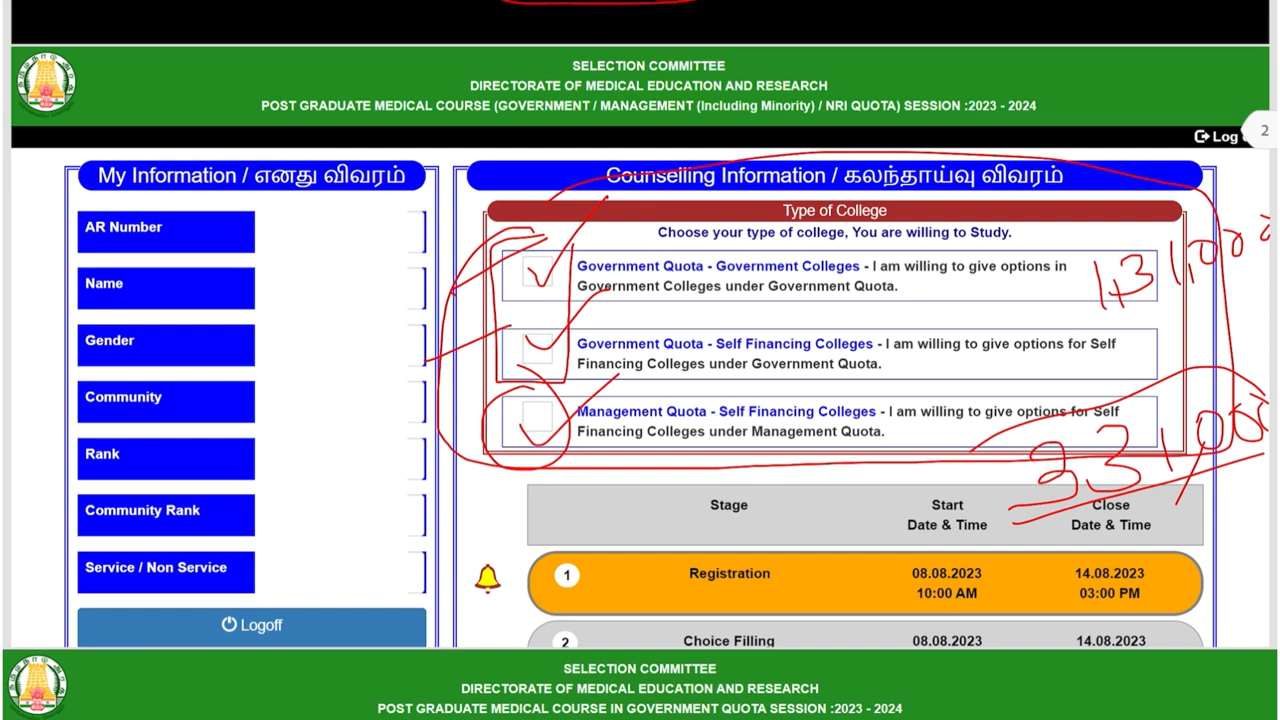 SELECTION COMMITTEE
DIRECTORATE OF MEDICAL EDUCATION AND RESEARCH
POST GRADUATE MEDICAL COURSE (GOVERNMENT / MANAGEMENT (Including Minority) / NRI QUOTA) SESSION :2023 - 2024
Log
2
My Information / எனது விவரம்
AR Number
Name
Gender
Community
Rank
Community Rank
Service / Non Service
Logoff
Counselling Information / கலந்தாய்வு விவரம்
Type of College
Choose your type of college, You are willing to Study.
Government Quota - Government Colleges - I am willing to give options in
Government Colleges under Government Quota.
1,31,000
Government Quota - Self Financing Colleges - I am willing to give options for Self
Financing Colleges under Government Quota.
Management Quota - Self Financing Colleges - I am willing to give options for Self
Financing Colleges under Management Quota.
Stage Start Close
Date & Time Date & Time
1 Registration 08.08.2023 14.08.2023
10:00 AM 03:00 PM
2 Choice Filling 08.08.2023 14.08.2023
SELECTION COMMITTEE
DIRECTORATE OF MEDICAL EDUCATION AND RESEARCH
POST GRADUATE MEDICAL COURSE IN GOVERNMENT QUOTA SESSION :2023 - 2024